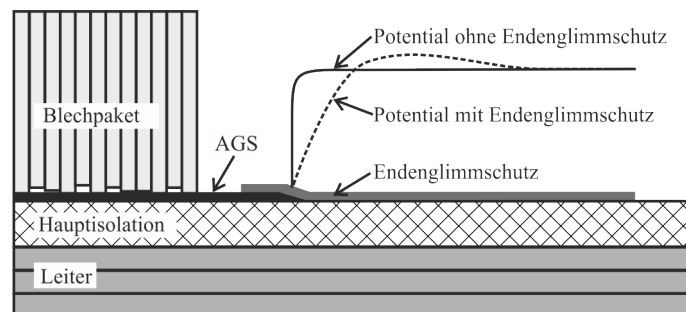 Potential ohne Endenglimmschutz
Blechpaket
Potential mit Endenglimmschutz
AGS
Endenglimmschutz
Hauptisolation
Leiter